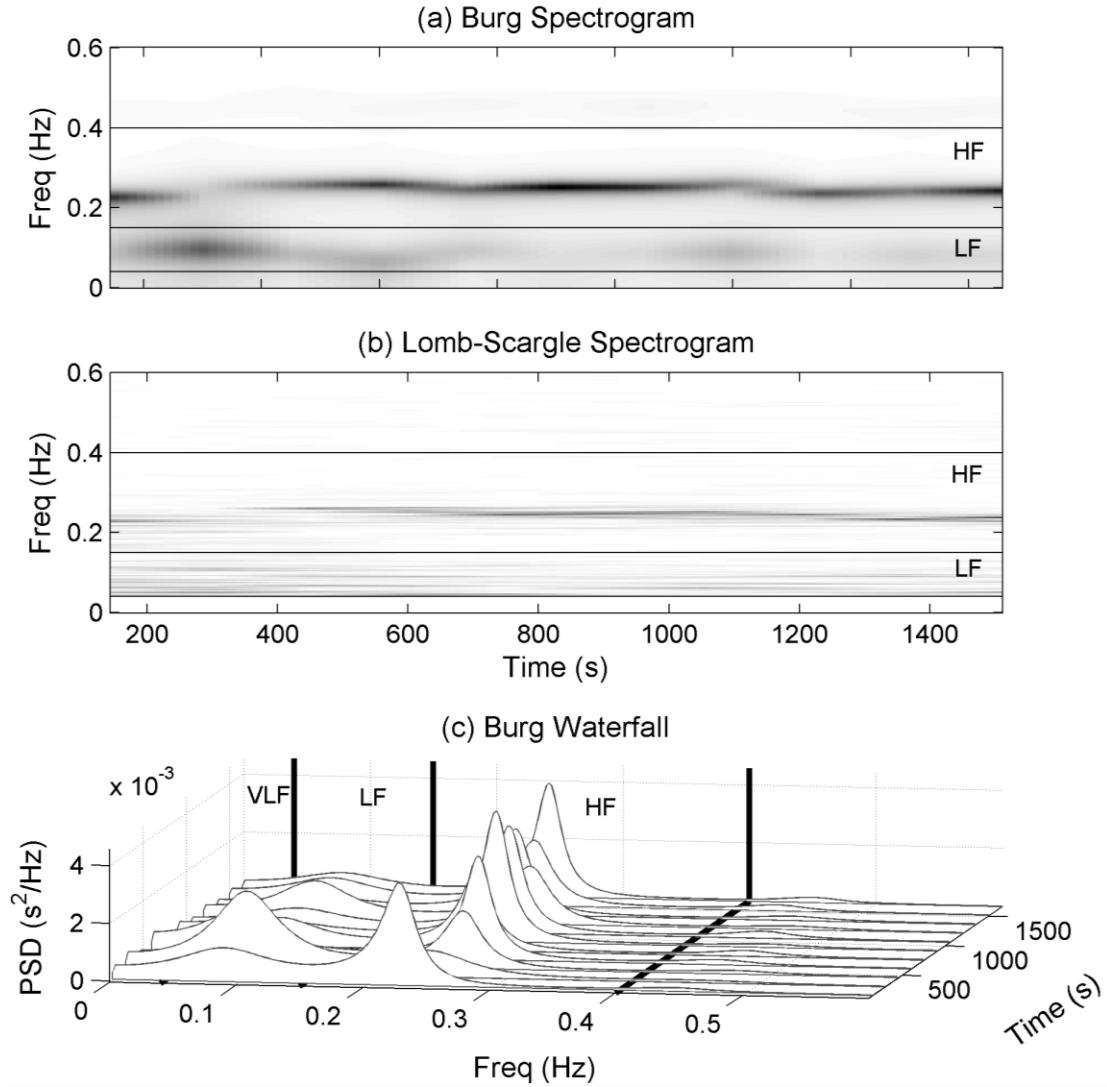 (a) Burg Spectrogram
0.6
0.4
0.2
0
Freq (Hz)
HF
LF
(b) Lomb-Scargle Spectrogram
0.6
0.4
0.2
0
Freq (Hz)
HF
LF
200 400 600 800 1000 1200 1400
Time (s)
(c) Burg Waterfall
x 10⁻³
VLF LF HF
4
2
0
PSD (s²/Hz)
0 0.1 0.2 0.3 0.4 0.5
Freq (Hz)
500 1000 1500
Time (s)